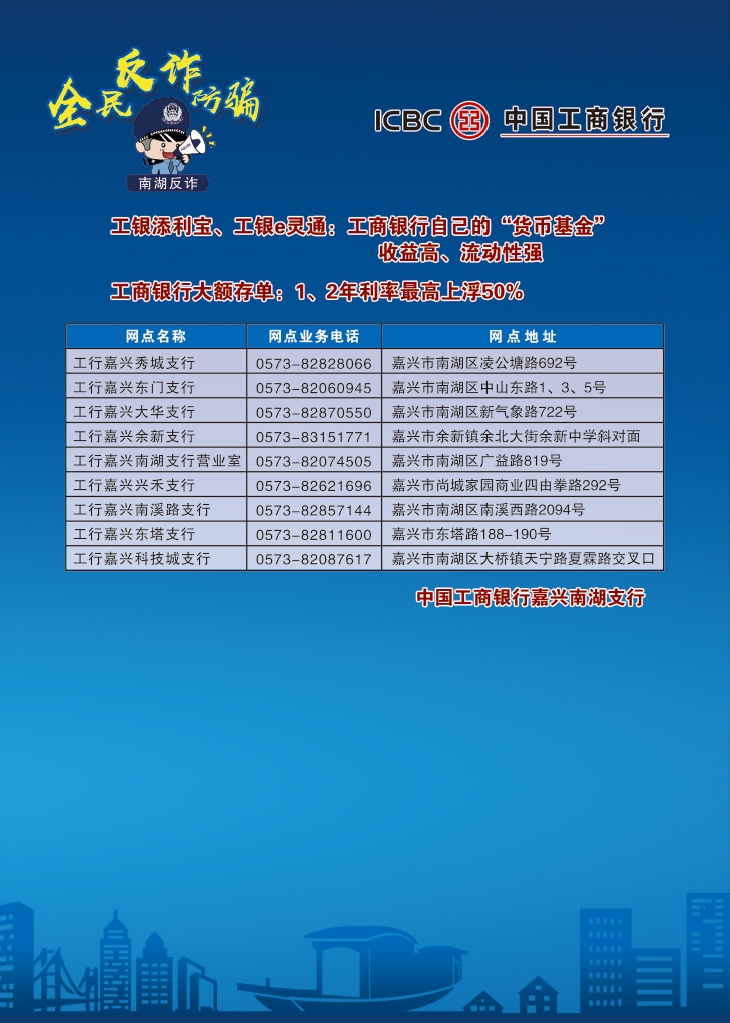 全民反诈防骗
南湖反诈
ICBC 中国工商银行
工银添利宝、工银e灵通：工商银行自己的“货币基金”
收益高、流动性强
工商银行大额存单：1、2年利率最高上浮50%
网点名称 网点业务电话 网点地址
工行嘉兴秀城支行 0573-82828066 嘉兴市南湖区凌公塘路692号
工行嘉兴东门支行 0573-82060945 嘉兴市南湖区中山东路1、3、5号
工行嘉兴大华支行 0573-82870550 嘉兴市南湖区新气象路722号
工行嘉兴余新支行 0573-83151771 嘉兴市余新镇余北大街余新中学斜对面
工行嘉兴南湖支行营业室 0573-82074505 嘉兴市南湖区广益路819号
工行嘉兴兴禾支行 0573-82621696 嘉兴市尚城家园商业四由拳路292号
工行嘉兴南溪路支行 0573-82857144 嘉兴市南湖区南溪西路2094号
工行嘉兴东塔支行 0573-82811600 嘉兴市东塔路188-190号
工行嘉兴科技城支行 0573-82087617 嘉兴市南湖区大桥镇天宁路夏霖路交叉口
中国工商银行嘉兴南湖支行